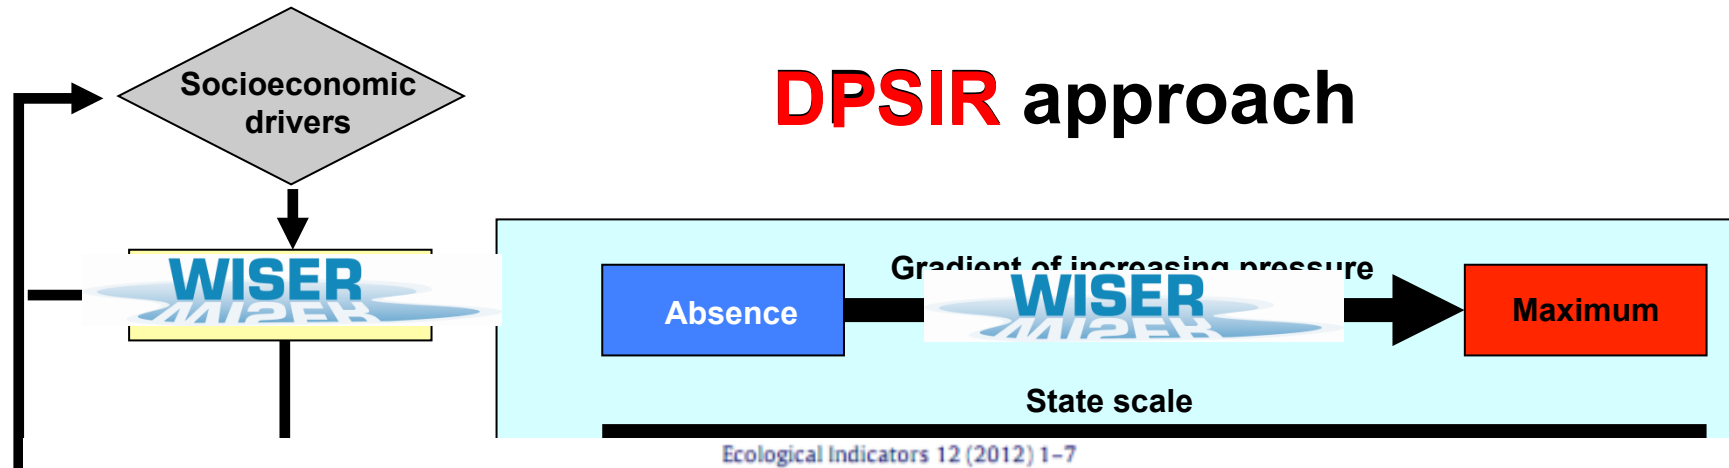 Socioeconomic
drivers
DPSIR approach
WISER
Gradient of increasing pressure
Absence
WISER
Maximum
State scale
Ecological Indicators 12 (2012) 1–7